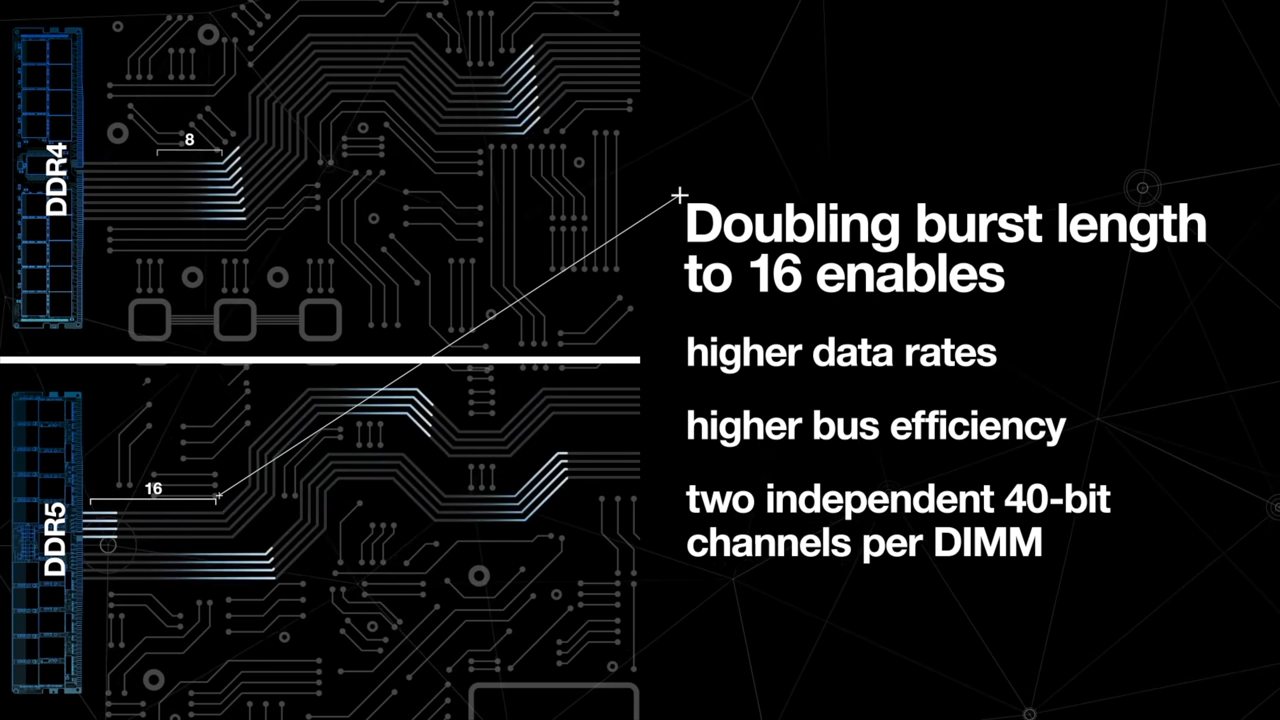 DDR4
8
DDR5
16
Doubling burst length
to 16 enables
higher data rates
higher bus efficiency
two independent 40-bit
channels per DIMM